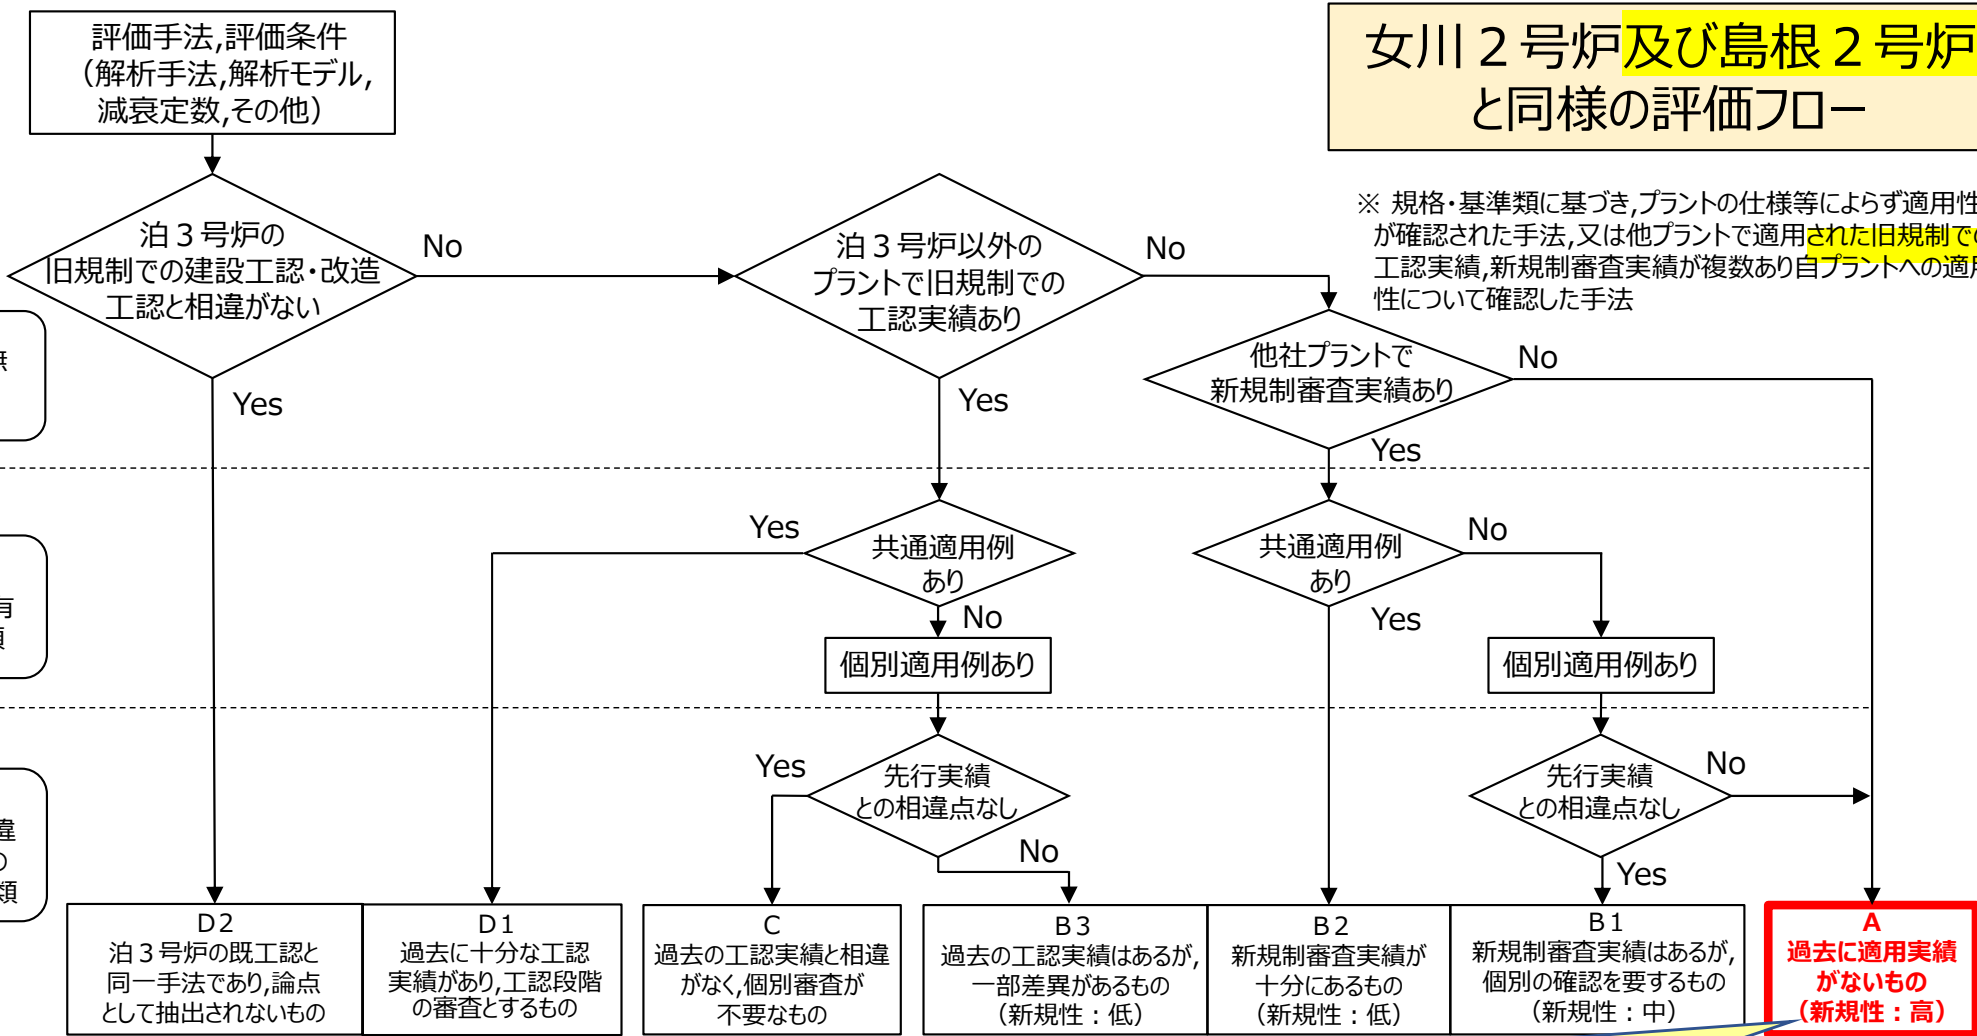 評価手法,評価条件
（解析手法,解析モデル,
減衰定数,その他）
女川２号炉及び島根２号炉
と同様の評価フロー
※ 規格・基準類に基づき,プラントの仕様等によらず適用性
が確認された手法,又は他プラントで適用された旧規制での
工認実績,新規制審査実績が複数あり自プラントへの適用
性について確認した手法
泊３号炉の
旧規制での建設工認・改造
工認と相違がない
No
Yes
泊３号炉以外の
プラントで旧規制での
工認実績あり
No
Yes
他社プラントで
新規制審査実績あり
No
Yes
無
共通適用例
あり
Yes
No
共通適用例
あり
No
Yes
有
個別適用例あり
個別適用例あり
先行実績
との相違点なし
Yes
No
先行実績
との相違点なし
No
Yes
違
の
類
D2
泊３号炉の既工認と
同一手法であり,論点
として抽出されないもの
D1
過去に十分な工認
実績があり,工認段階
の審査とするもの
C
過去の工認実績と相違
がなく,個別審査が
不要なもの
B3
過去の工認実績はあるが,
一部差異があるもの
（新規性：低）
B2
新規制審査実績が
十分にあるもの
（新規性：低）
B1
新規制審査実績はあるが,
個別の確認を要するもの
（新規性：中）
A
過去に適用実績
がないもの
（新規性：高）